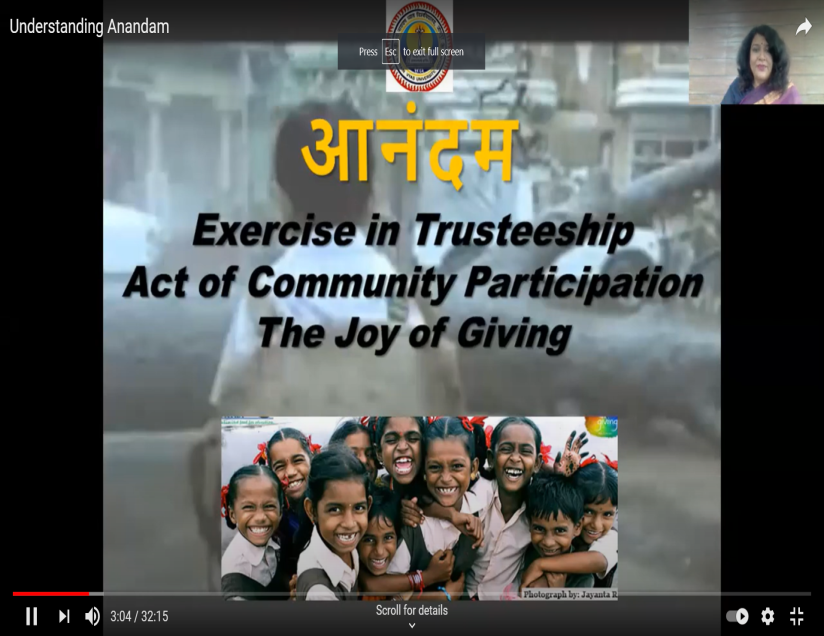 Understanding Anandam
Press Esc to exit full screen
आनंदम
Exercise in Trusteeship
Act of Community Participation
The Joy of Giving
Photograph by: Jayanta R
3:04 / 32:15
Scroll for details